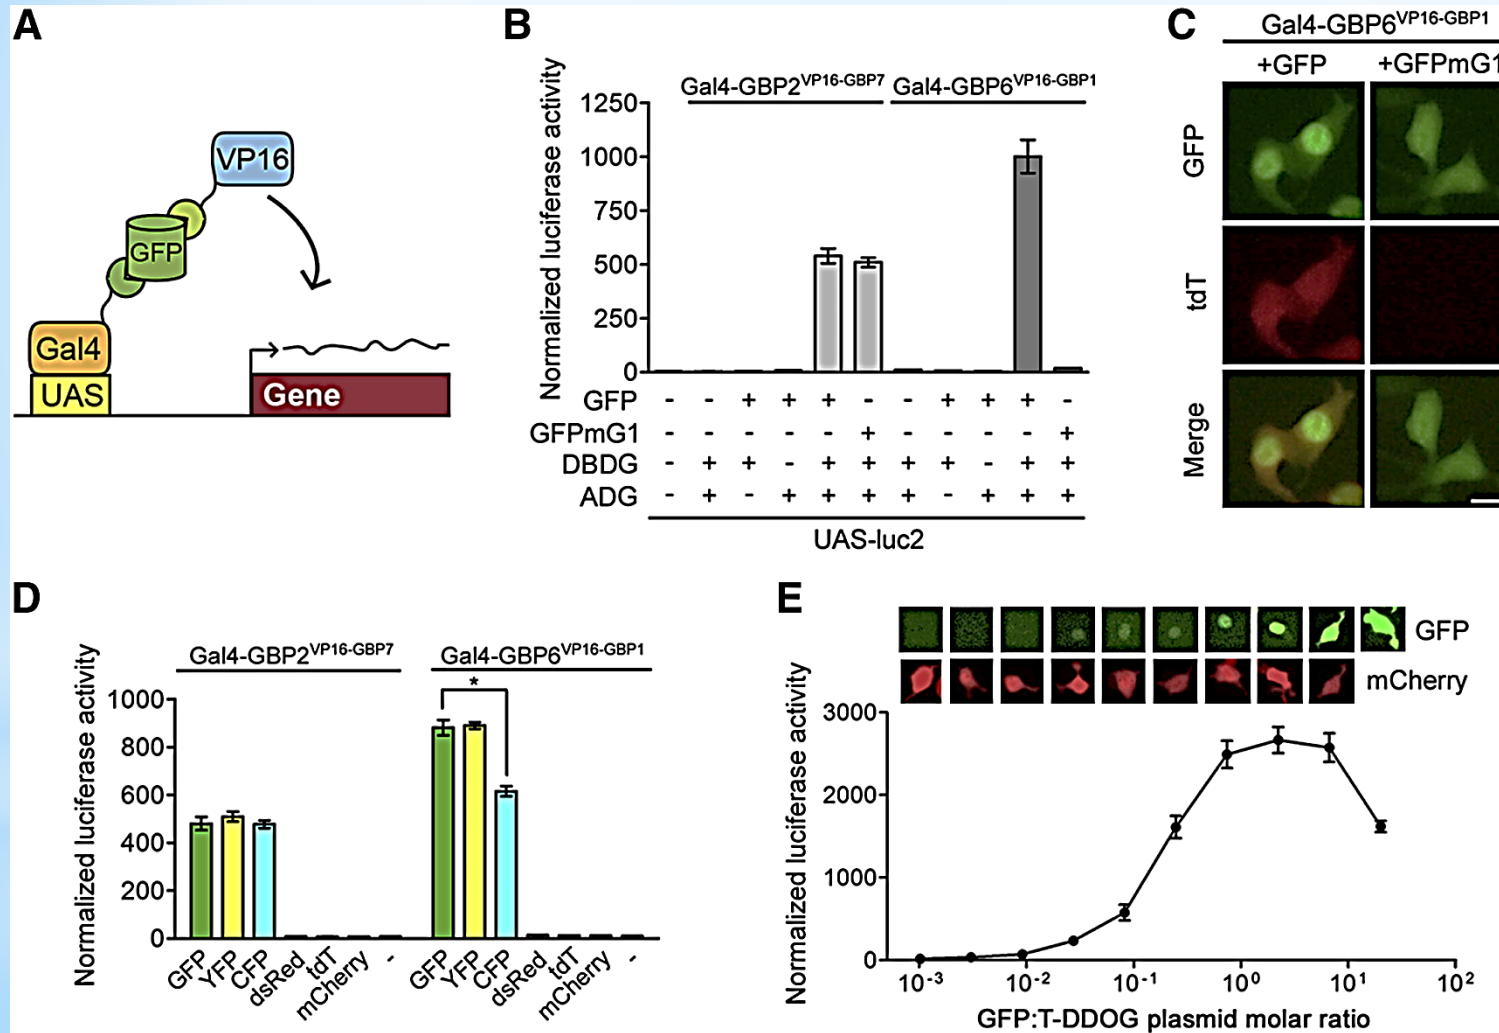 A
VP16
GFP
Gal4
UAS
Gene
B
Gal4-GBP2VP16-GBP7
Gal4-GBP6VP16-GBP1
Normalized luciferase activity
1250
1000
750
500
250
0
GFP - - + + + - - + + + -
GFPmG1 - - - - - + - - - - +
DBDG - + + - + + + + - + +
ADG - + - + + + + - + + +
UAS-luc2
C
Gal4-GBP6VP16-GBP1
+GFP +GFPmG1
GFP
tdT
Merge
D
Gal4-GBP2VP16-GBP7
Gal4-GBP6VP16-GBP1
*
Normalized luciferase activity
1000
800
600
400
200
0
GFP YFP CFP dsRed tdT mCherry - GFP YFP CFP dsRed tdT mCherry -
E
GFP
mCherry
Normalized luciferase activity
3000
2000
1000
0
10-3 10-2 10-1 100 101 102
GFP:T-DDOG plasmid molar ratio